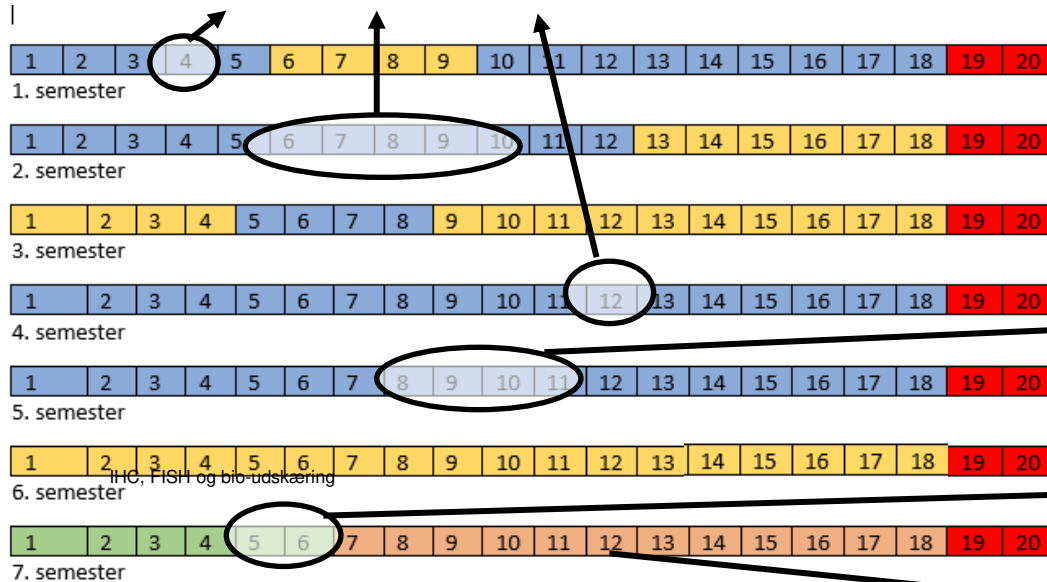 1 2 3 4 5 6 7 8 9 10 11 12 13 14 15 16 17 18 19 20
1. semester
1 2 3 4 5 6 7 8 9 10 11 12 13 14 15 16 17 18 19 20
2. semester
1 2 3 4 5 6 7 8 9 10 11 12 13 14 15 16 17 18 19 20
3. semester
1 2 3 4 5 6 7 8 9 10 11 12 13 14 15 16 17 18 19 20
4. semester
1 2 3 4 5 6 7 8 9 10 11 12 13 14 15 16 17 18 19 20
5. semester
1 2 3 4 5 6 7 8 9 10 11 12 13 14 15 16 17 18 19 20
IHC, FISH og bio-udskæring
6. semester
1 2 3 4 5 6 7 8 9 10 11 12 13 14 15 16 17 18 19 20
7. semester